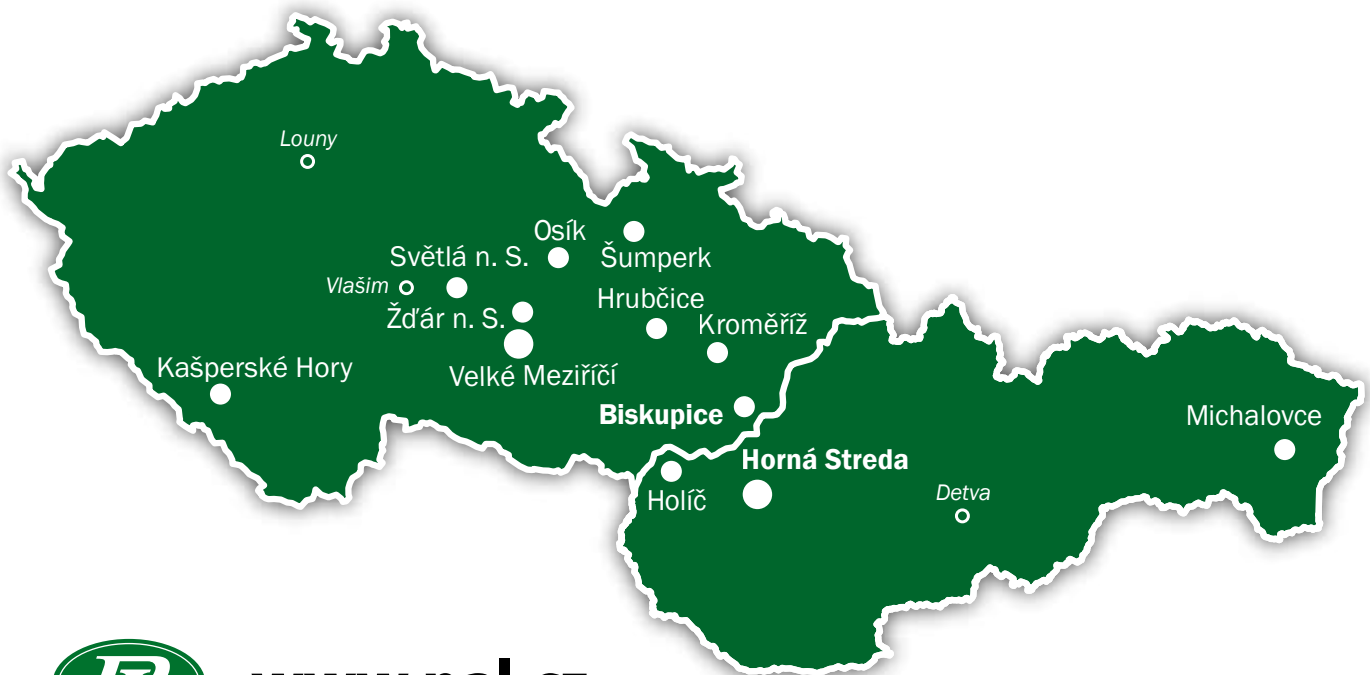 Louny
Osík
Světlá n. S.
Šumperk
Vlašim
Hrubčice
Žďár n. S.
Kroměříž
Kašperské Hory
Velké Meziříčí
Biskupice
Michalovce
Horná Streda
Holíč
Detva